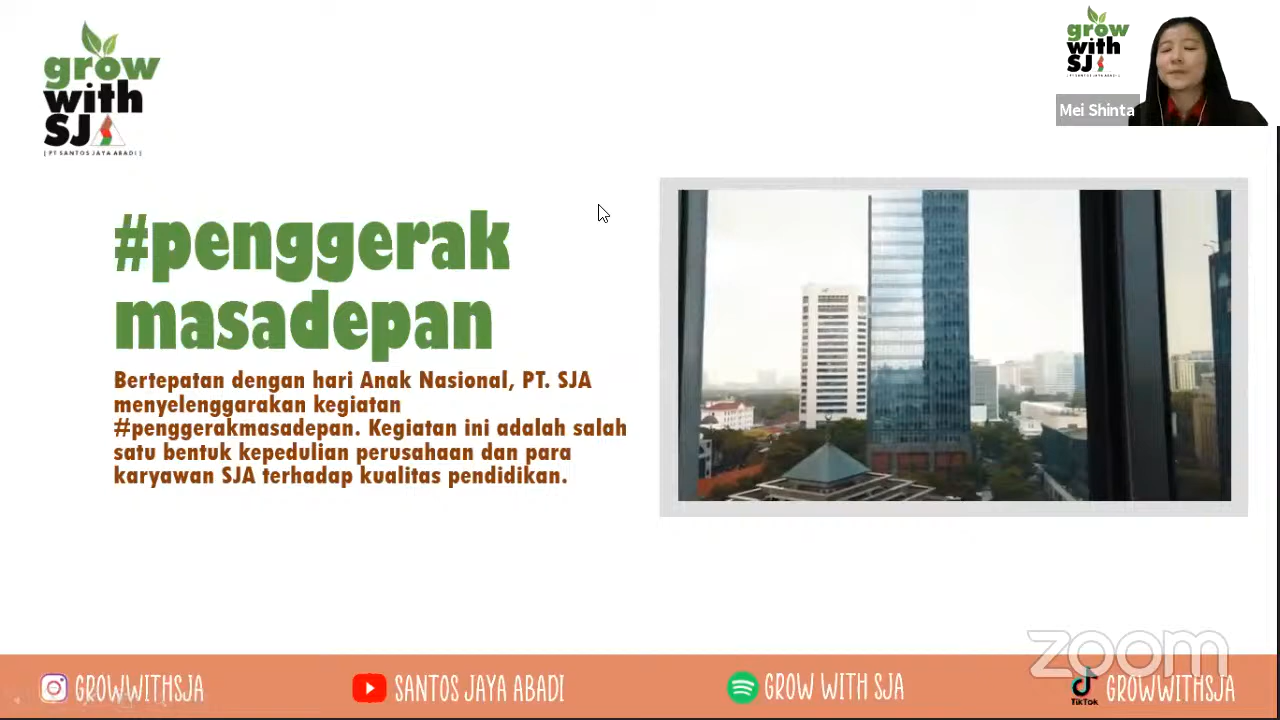 grow
with
SJA
[ PT SANTOS JAYA ABADI ]
grow
with
SJ
Mei Shinta
#penggerak
masadepan
Bertepatan dengan hari Anak Nasional, PT. SJA
menyelenggarakan kegiatan
#penggerakmasadepan. Kegiatan ini adalah salah
satu bentuk kepedulian perusahaan dan para
karyawan SJA terhadap kualitas pendidikan.
zoom
GROWWITHSJA
SANTOS JAYA ABADI
GROW WITH SJA
TikTok
GROWWITHSJA